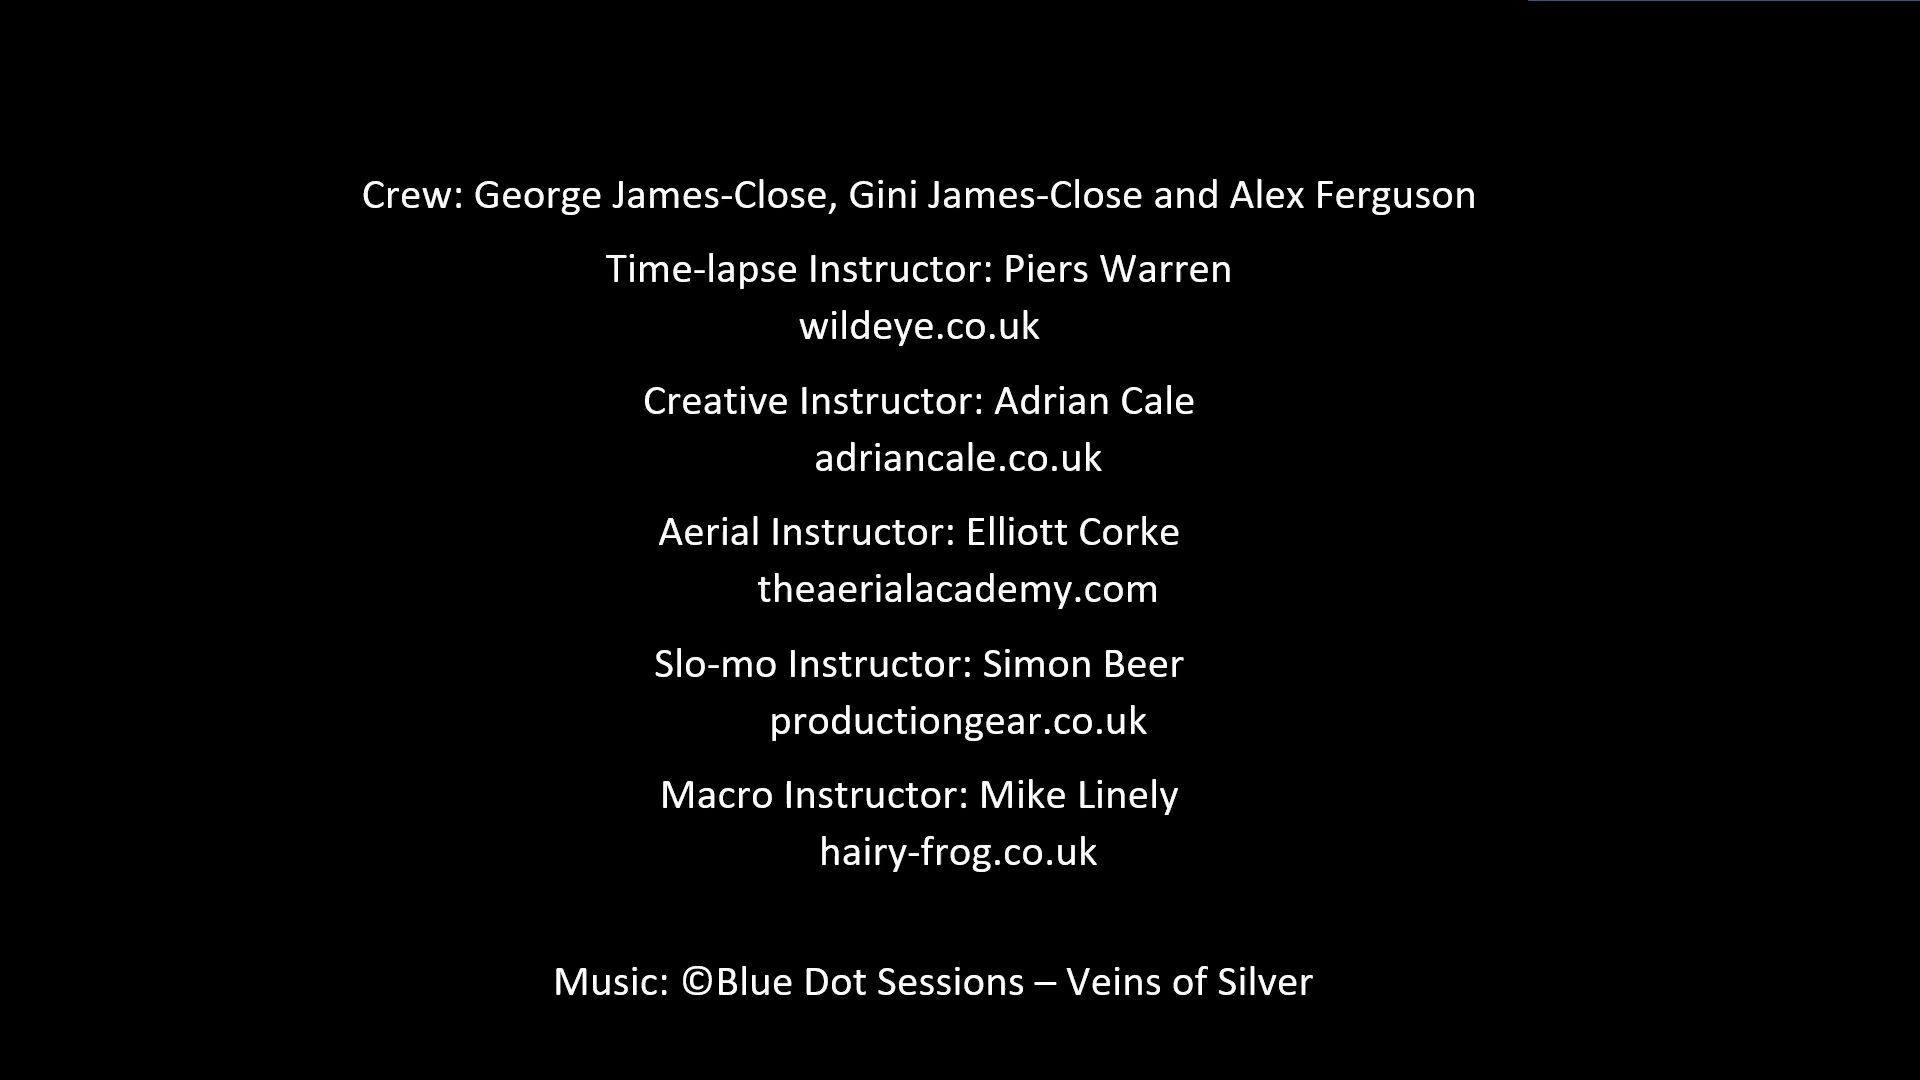 Crew: George James-Close, Gini James-Close and Alex Ferguson
Time-lapse Instructor: Piers Warren
wildeye.co.uk
Creative Instructor: Adrian Cale
adriancale.co.uk
Aerial Instructor: Elliott Corke
theaerialacademy.com
Slo-mo Instructor: Simon Beer
productiongear.co.uk
Macro Instructor: Mike Linely
hairy-frog.co.uk
Music: ©Blue Dot Sessions – Veins of Silver